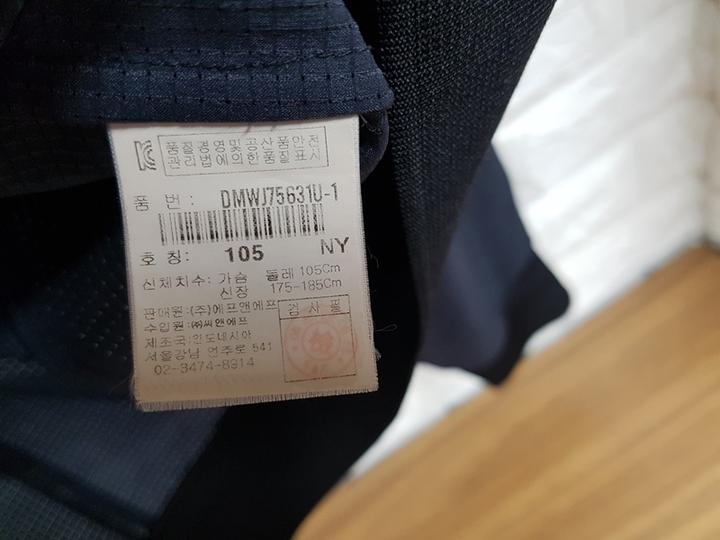 품질경영및공산품안전
관리법에의한품질표시
품 번 : DMWJ75631U-1
호 칭: 105 NY
신체치수: 가슴 둘레 105Cm
신장 175-185Cm
판매원:(주)에프앤에프
수입원:㈜씨앤에프
제조국:인도네시아
서울강남 언주로 541
02-3474-8914
검사필